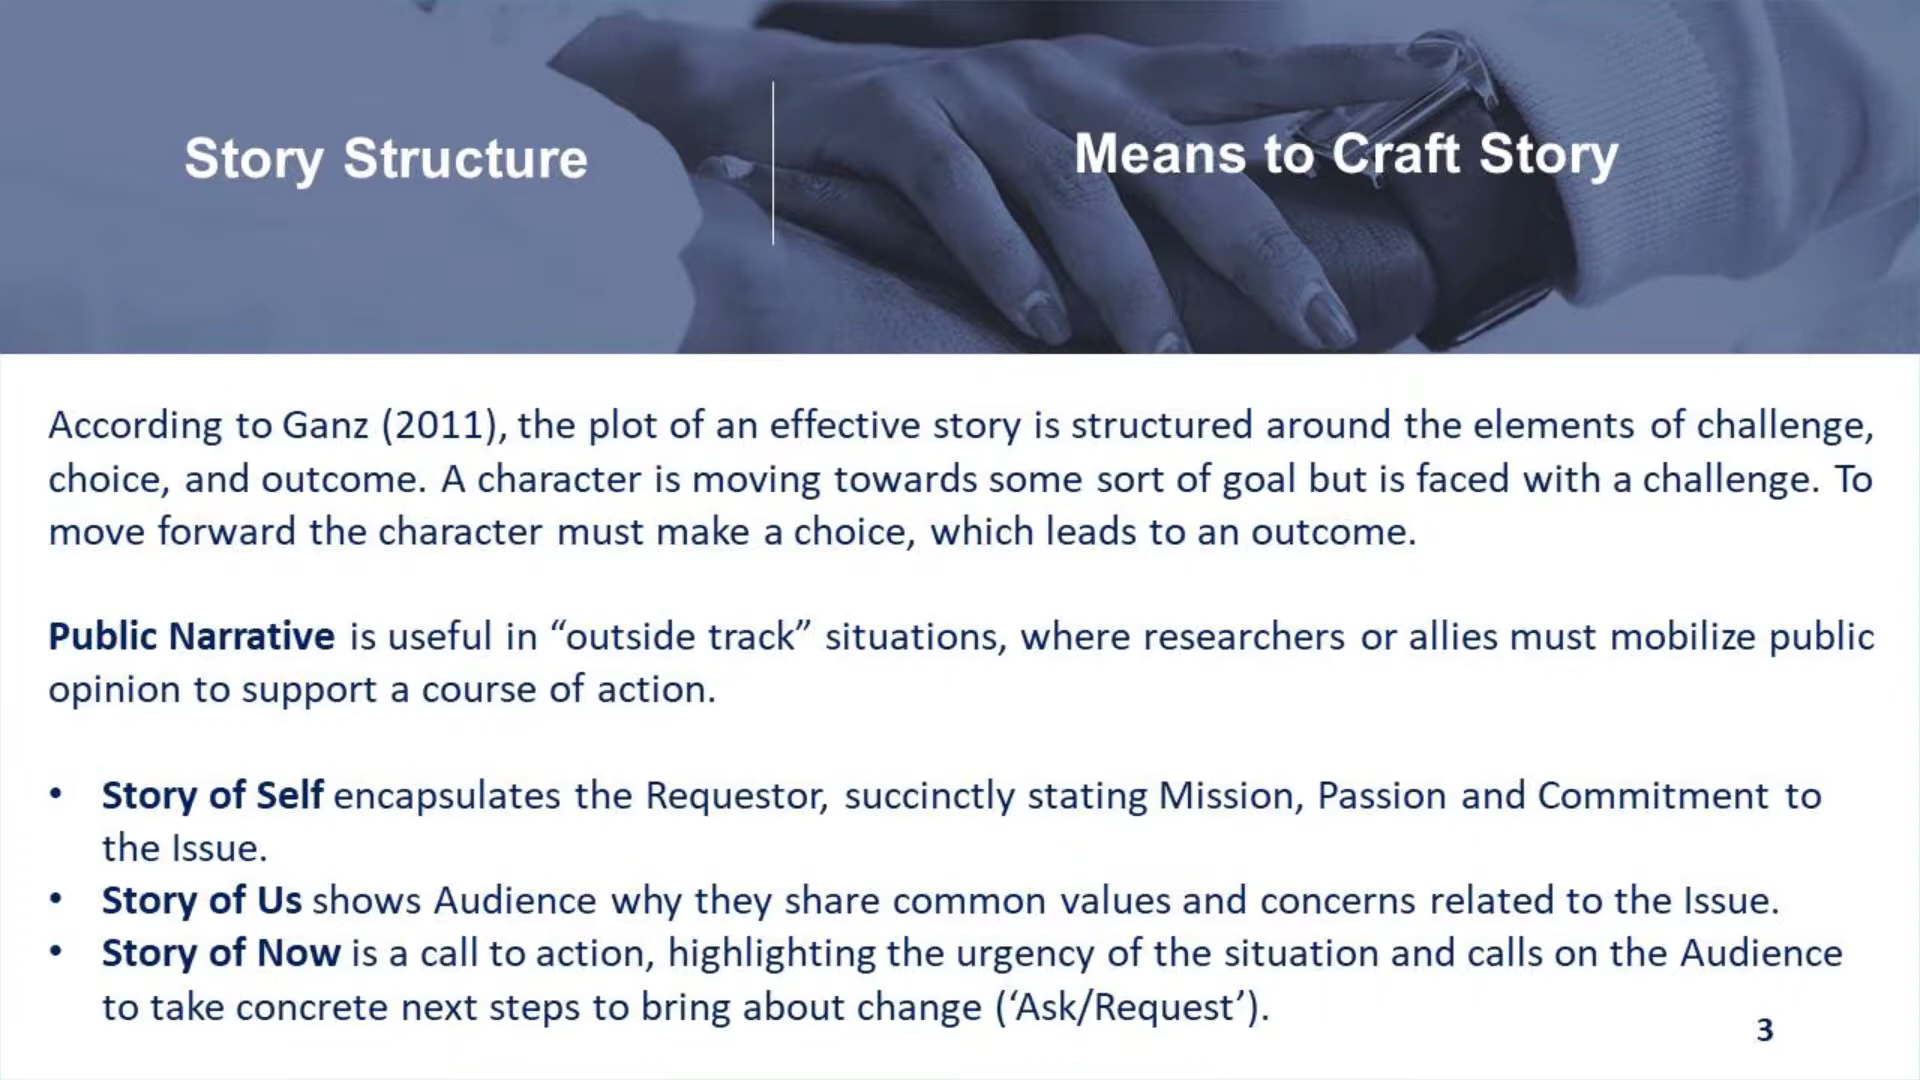 Story Structure
Means to Craft Story
According to Ganz (2011), the plot of an effective story is structured around the elements of challenge,
choice, and outcome. A character is moving towards some sort of goal but is faced with a challenge. To
move forward the character must make a choice, which leads to an outcome.
Public Narrative is useful in “outside track” situations, where researchers or allies must mobilize public
opinion to support a course of action.
• Story of Self encapsulates the Requestor, succinctly stating Mission, Passion and Commitment to
the Issue.
• Story of Us shows Audience why they share common values and concerns related to the Issue.
• Story of Now is a call to action, highlighting the urgency of the situation and calls on the Audience
to take concrete next steps to bring about change (‘Ask/Request’).
3